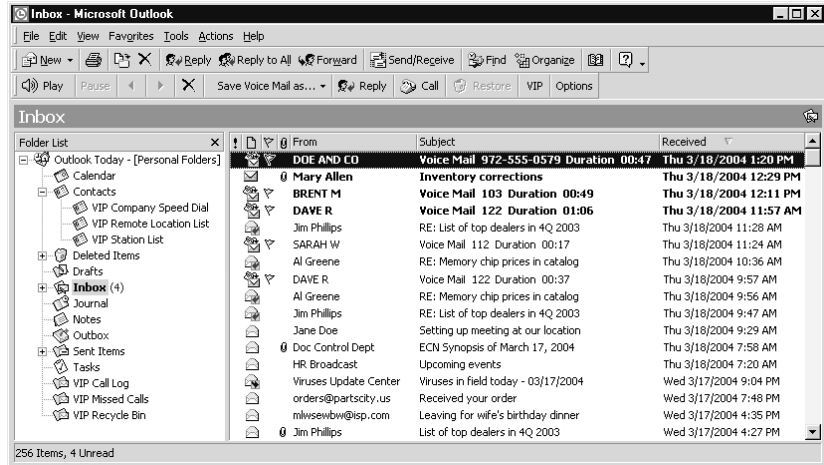 Inbox - Microsoft Outlook
File Edit View Favorites Tools Actions Help
New Reply Reply to All Forward Send/Receive Find Organize
Play Pause Save Voice Mail as... Reply Call Restore VIP Options
Inbox
Folder List
Outlook Today - [Personal Folders]
Calendar
Contacts
VIP Company Speed Dial
VIP Remote Location List
VIP Station List
Deleted Items
Drafts
Inbox (4)
Journal
Notes
Outbox
Sent Items
Tasks
VIP Call Log
VIP Missed Calls
VIP Recycle Bin
! From Subject Received
DOE AND CO Voice Mail 972-555-0579 Duration 00:47 Thu 3/18/2004 1:20 PM
Mary Allen Inventory corrections Thu 3/18/2004 12:29 PM
BRENT M Voice Mail 103 Duration 00:49 Thu 3/18/2004 12:11 PM
DAVE R Voice Mail 122 Duration 01:06 Thu 3/18/2004 11:57 AM
Jim Phillips RE: List of top dealers in 4Q 2003 Thu 3/18/2004 11:28 AM
SARAH W Voice Mail 112 Duration 00:17 Thu 3/18/2004 11:24 AM
Al Greene RE: Memory chip prices in catalog Thu 3/18/2004 10:36 AM
DAVE R Voice Mail 122 Duration 00:37 Thu 3/18/2004 9:57 AM
Al Greene RE: Memory chip prices in catalog Thu 3/18/2004 9:56 AM
Jim Phillips RE: List of top dealers in 4Q 2003 Thu 3/18/2004 9:47 AM
Jane Doe Setting up meeting at our location Thu 3/18/2004 9:29 AM
Doc Control Dept ECN Synopsis of March 17, 2004 Thu 3/18/2004 7:58 AM
HR Broadcast Upcoming events Thu 3/18/2004 7:20 AM
Viruses Update Center Viruses in field today - 03/17/2004 Wed 3/17/2004 9:04 PM
orders@partscity.us Received your order Wed 3/17/2004 7:48 PM
mlwsewbw@isp.com Leaving for wife's birthday dinner Wed 3/17/2004 4:35 PM
Jim Phillips List of top dealers in 4Q 2003 Wed 3/17/2004 4:27 PM
256 Items, 4 Unread